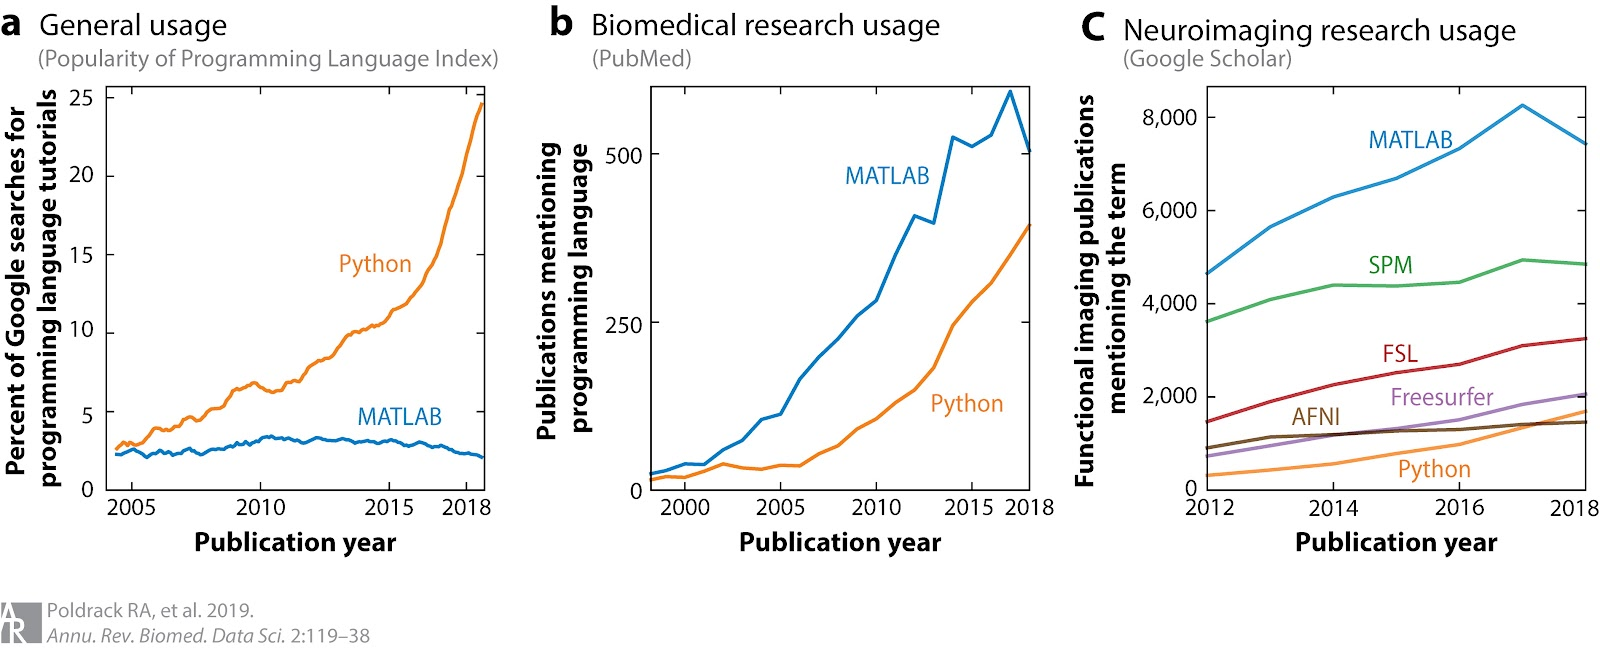 a General usage
(Popularity of Programming Language Index)
Percent of Google searches for
programming language tutorials
25
20
15
10
5
0
Python
MATLAB
2005 2010 2015 2018
Publication year
b Biomedical research usage
(PubMed)
Publications mentioning
programming language
500
250
0
MATLAB
Python
2000 2005 2010 2015 2018
Publication year
C Neuroimaging research usage
(Google Scholar)
Functional imaging publications
mentioning the term
8,000
6,000
4,000
2,000
0
MATLAB
SPM
FSL
Freesurfer
AFNI
Python
2012 2014 2016 2018
Publication year
AR
Poldrack RA, et al. 2019.
Annu. Rev. Biomed. Data Sci. 2:119–38